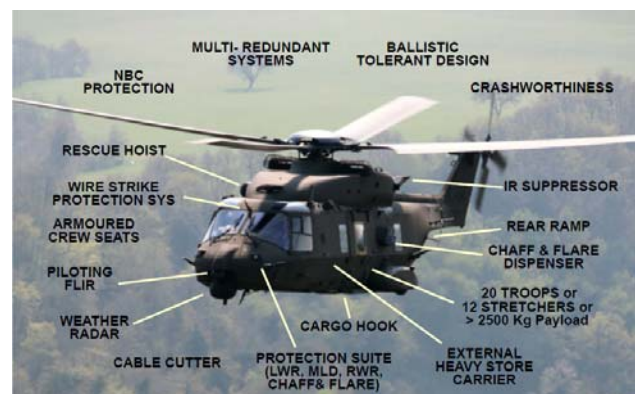 MULTI- REDUNDANT
SYSTEMS
BALLISTIC
TOLERANT DESIGN
NBC
PROTECTION
CRASHWORTHINESS
RESCUE HOIST
WIRE STRIKE
PROTECTION SYS
IR SUPPRESSOR
ARMOURED
CREW SEATS
REAR RAMP
CHAFF & FLARE
DISPENSER
PILOTING
FLIR
20 TROOPS or
12 STRETCHERS or
> 2500 Kg Payload
WEATHER
RADAR
CARGO HOOK
CABLE CUTTER
PROTECTION SUITE
(LWR, MLD, RWR,
CHAFF& FLARE)
EXTERNAL
HEAVY STORE
CARRIER